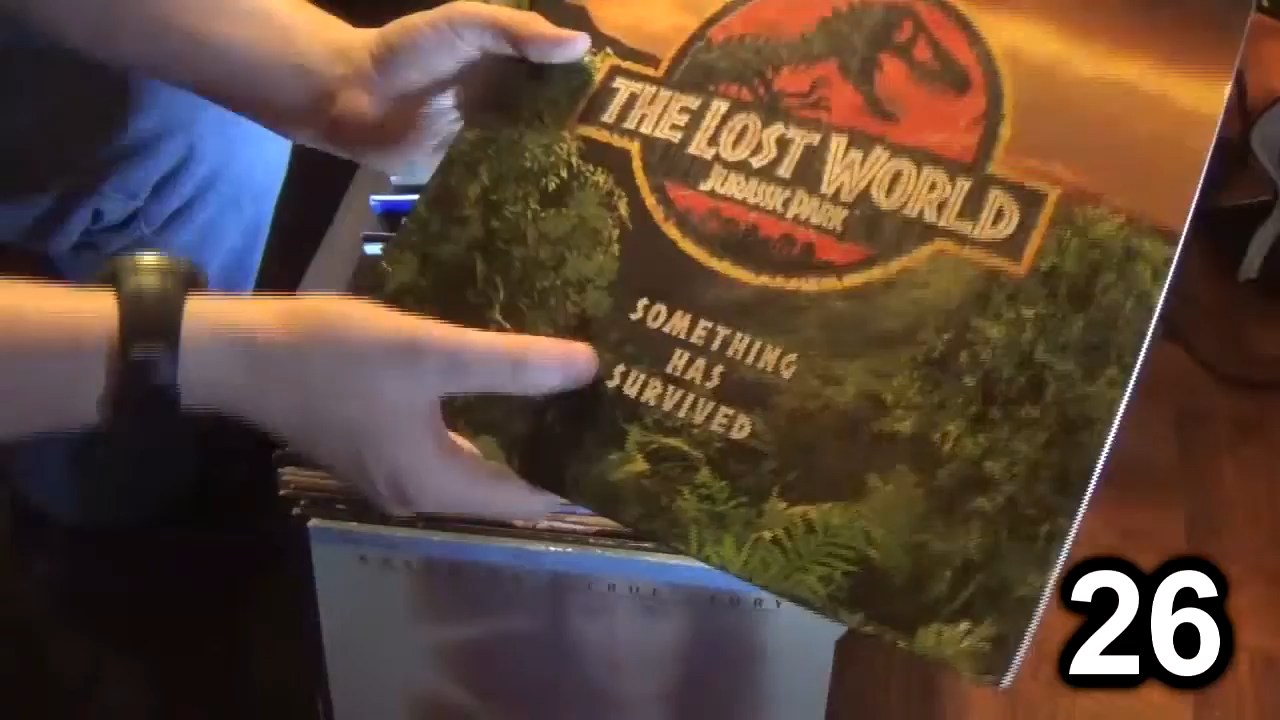 THE LOST WORLD
JURASSIC PARK
SOMETHING
HAS
SURVIVED
26